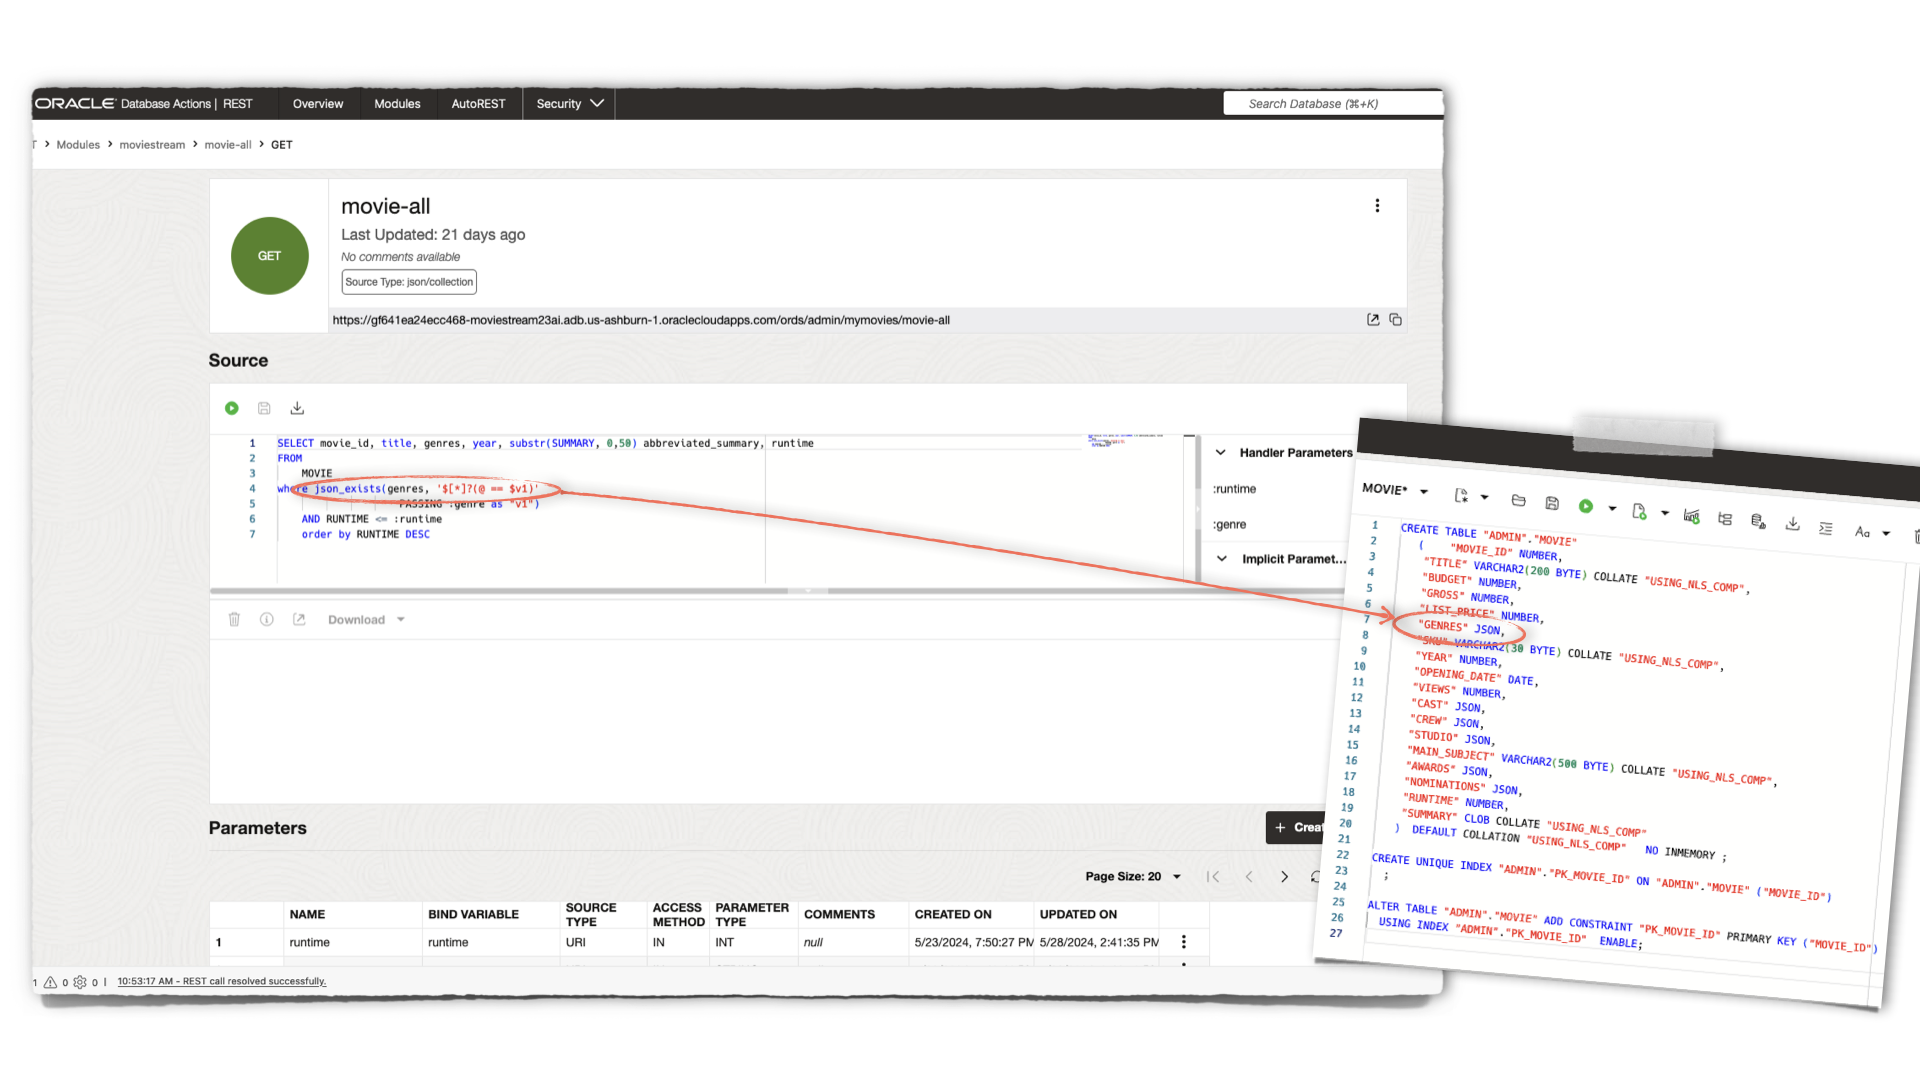 ORACLE Database Actions | REST Overview Modules AutoREST Security Search Database (⌘+K)
> Modules > moviestream > movie-all > GET
GET
movie-all
Last Updated: 21 days ago
No comments available
Source Type: json/collection
https://gf641ea24ecc468-moviestream23ai.adb.us-ashburn-1.oraclecloudapps.com/ords/admin/mymovies/movie-all
Source
1 SELECT movie_id, title, genres, year, substr(SUMMARY, 0,50) abbreviated_summary, runtime
2 FROM
3 MOVIE
4 where json_exists(genres, '$[*]?(@ == $v1)'
5 PASSING :genre as "v1")
6 AND RUNTIME <= :runtime
7 order by RUNTIME DESC
Handler Parameters
:runtime
:genre
Implicit Paramet...
Download
Parameters
+ Creat
Page Size: 20
NAME BIND VARIABLE SOURCE TYPE ACCESS METHOD PARAMETER TYPE COMMENTS CREATED ON UPDATED ON
1 runtime runtime URI IN INT null 5/23/2024, 7:50:27 PM 5/28/2024, 2:41:35 PM
1 0 0 | 10:53:17 AM - REST call resolved successfully.
MOVIE* Aa
1 CREATE TABLE "ADMIN"."MOVIE"
2 ( "MOVIE_ID" NUMBER,
3 "TITLE" VARCHAR2(200 BYTE) COLLATE "USING_NLS_COMP",
4 "BUDGET" NUMBER,
5 "GROSS" NUMBER,
6 "LIST_PRICE" NUMBER,
7 "GENRES" JSON,
8 "SKU" VARCHAR2(30 BYTE) COLLATE "USING_NLS_COMP",
9 "YEAR" NUMBER,
10 "OPENING_DATE" DATE,
11 "VIEWS" NUMBER,
12 "CAST" JSON,
13 "CREW" JSON,
14 "STUDIO" JSON,
15 "MAIN_SUBJECT" VARCHAR2(500 BYTE) COLLATE "USING_NLS_COMP",
16 "AWARDS" JSON,
17 "NOMINATIONS" JSON,
18 "RUNTIME" NUMBER,
19 "SUMMARY" CLOB COLLATE "USING_NLS_COMP"
20 ) DEFAULT COLLATION "USING_NLS_COMP" NO INMEMORY ;
21
22 CREATE UNIQUE INDEX "ADMIN"."PK_MOVIE_ID" ON "ADMIN"."MOVIE" ("MOVIE_ID")
23 ;
24
25 ALTER TABLE "ADMIN"."MOVIE" ADD CONSTRAINT "PK_MOVIE_ID" PRIMARY KEY ("MOVIE_ID")
26 USING INDEX "ADMIN"."PK_MOVIE_ID" ENABLE;
27